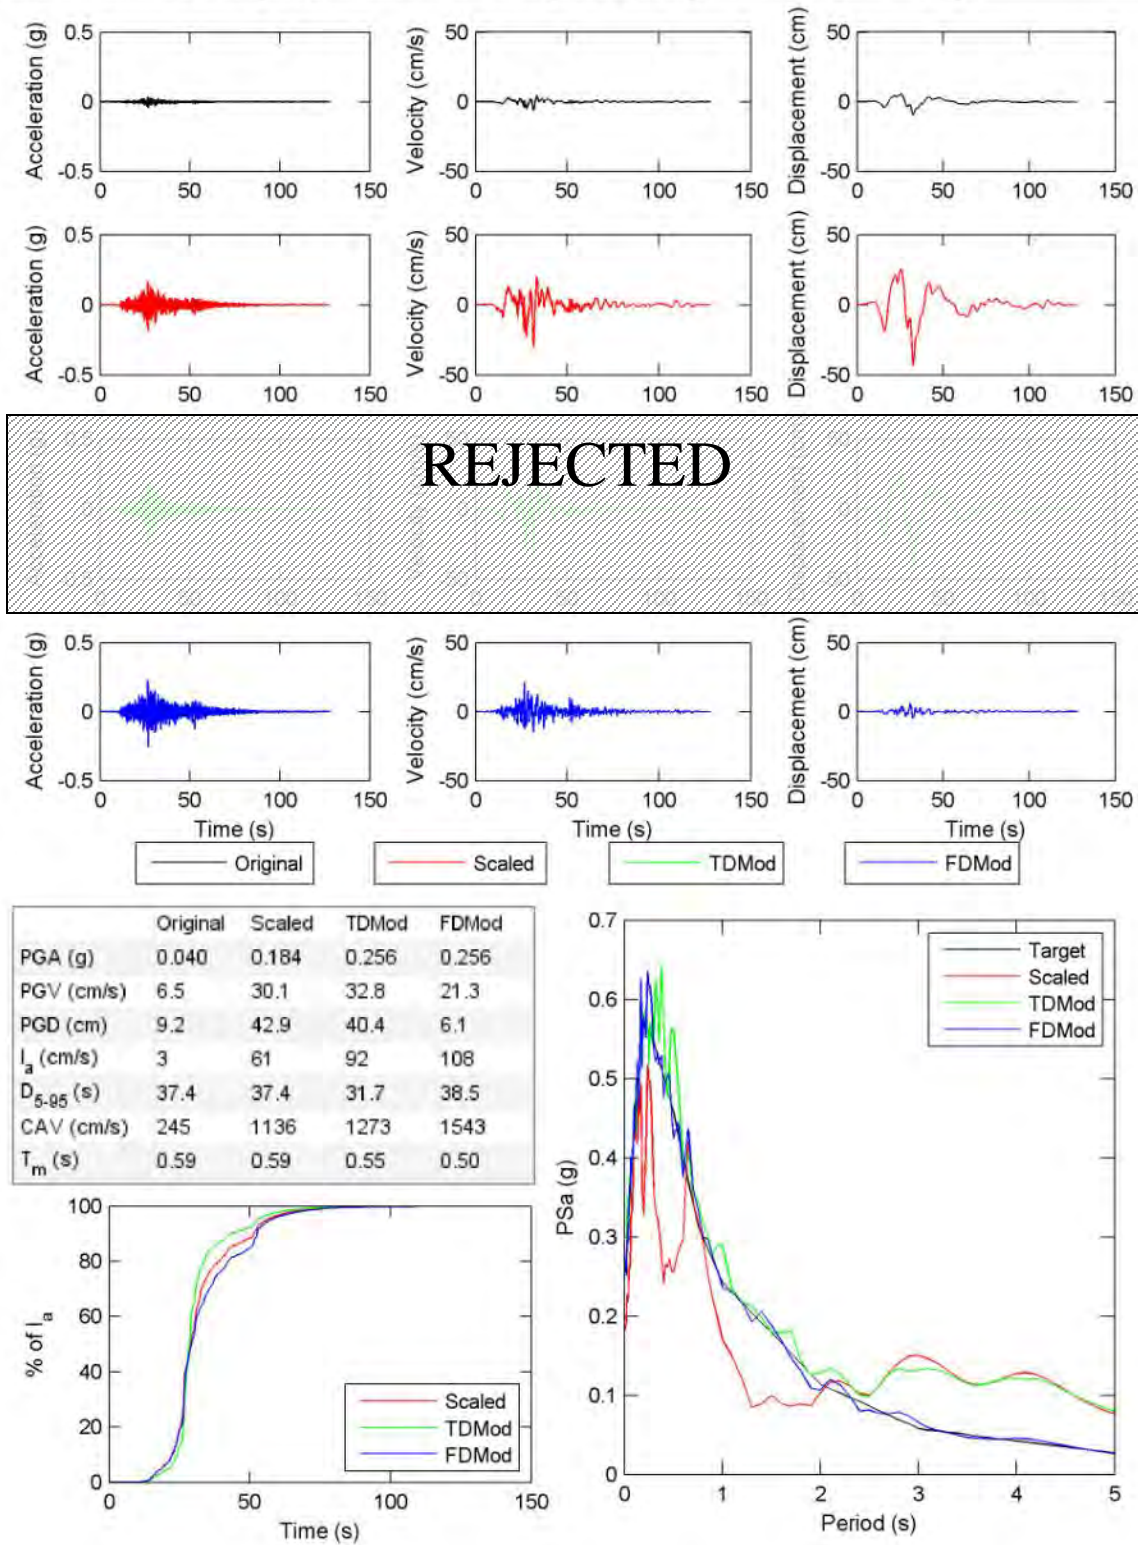 Acceleration (g)
0.5
0
-0.5
0 50 100 150
Velocity (cm/s)
50
0
-50
0 50 100 150
Displacement (cm)
50
0
-50
0 50 100 150
Acceleration (g)
0.5
0
-0.5
0 50 100 150
Velocity (cm/s)
50
0
-50
0 50 100 150
Displacement (cm)
50
0
-50
0 50 100 150
REJECTED
Acceleration (g)
0.5
0
-0.5
0 50 100 150
Time (s)
Velocity (cm/s)
50
0
-50
0 50 100 150
Time (s)
Displacement (cm)
50
0
-50
0 50 100 150
Time (s)
Original Scaled TDMod FDMod
Original Scaled TDMod FDMod
PGA (g) 0.040 0.184 0.256 0.256
PGV (cm/s) 6.5 30.1 32.8 21.3
PGD (cm) 9.2 42.9 40.4 6.1
I_a (cm/s) 3 61 92 108
D_5-95 (s) 37.4 37.4 31.7 38.5
CAV (cm/s) 245 1136 1273 1543
T_m (s) 0.59 0.59 0.55 0.50
% of I_a
100
80
60
40
20
0
0 50 100 150
Time (s)
Scaled
TDMod
FDMod
PSa (g)
0.7
0.6
0.5
0.4
0.3
0.2
0.1
0
0 1 2 3 4 5
Period (s)
Target
Scaled
TDMod
FDMod